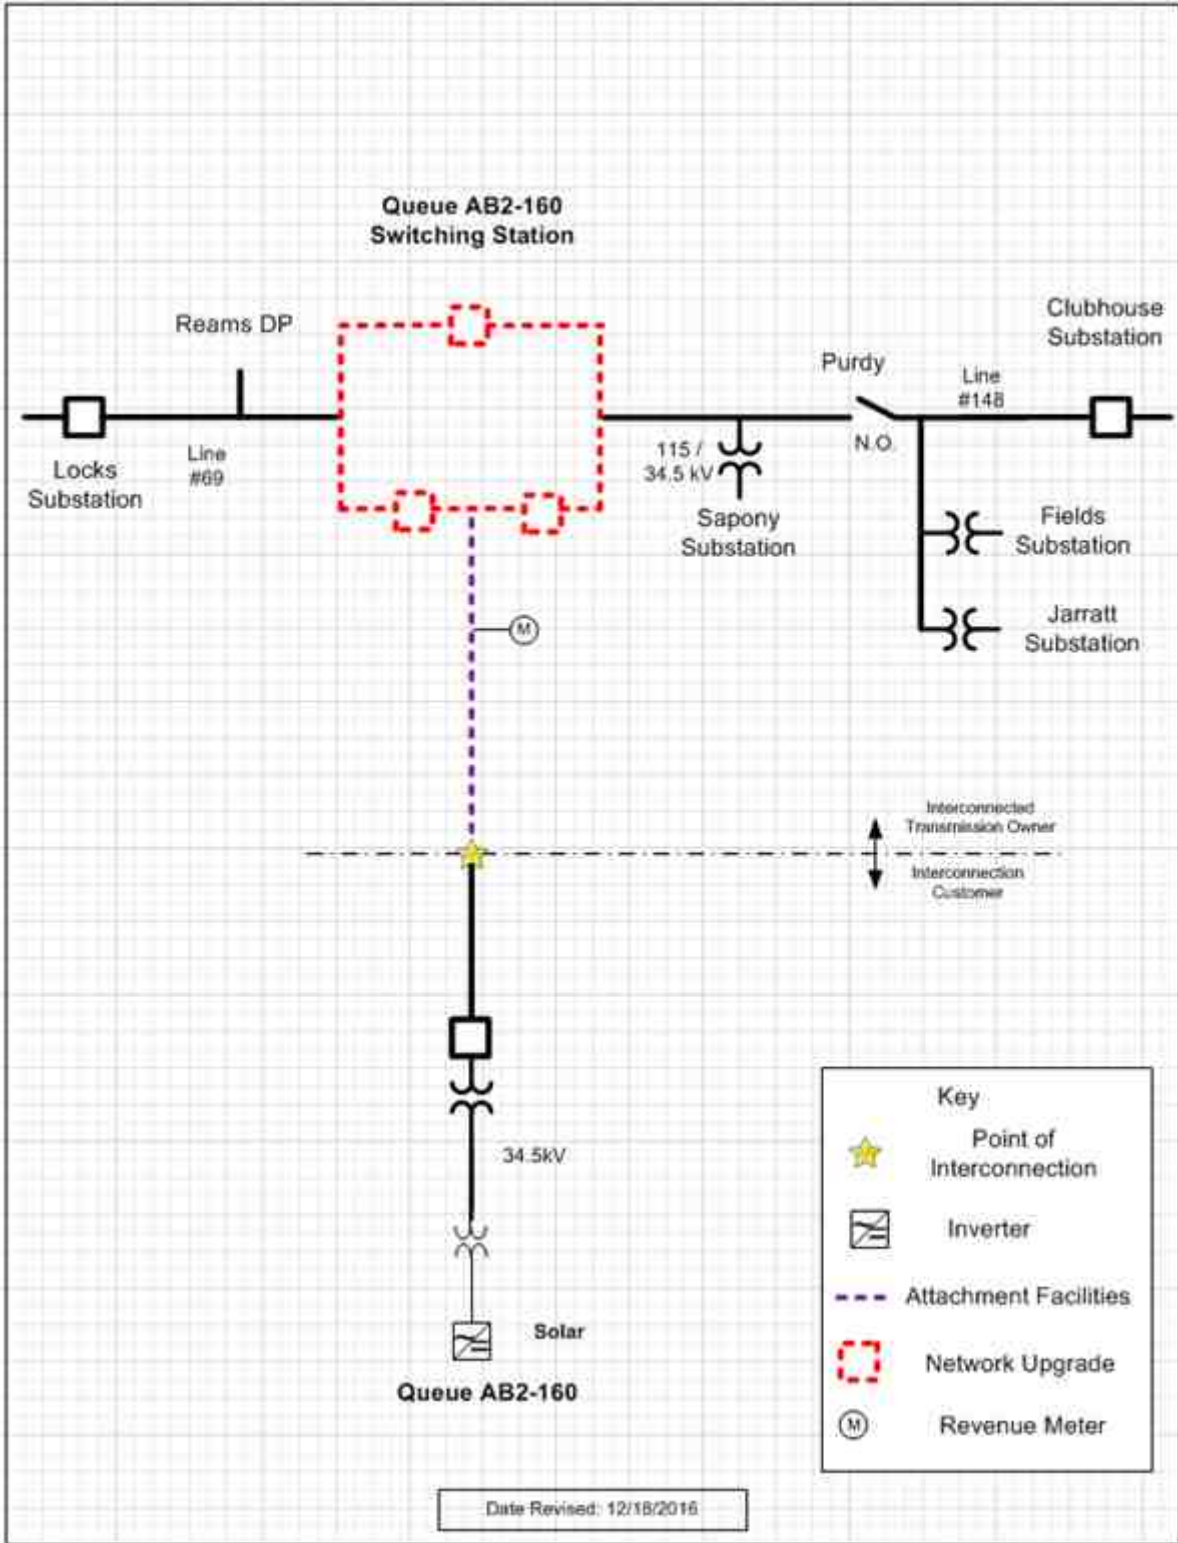 Queue AB2-160
Switching Station
Reams DP
Clubhouse
Substation
Purdy
Line
#148
N.O.
Locks
Substation
Line
#69
115 /
34.5 kV
Sapony
Substation
Fields
Substation
Jarratt
Substation
M
Interconnected
Transmission Owner
Interconnection
Customer
34.5kV
Solar
Queue AB2-160
Key
Point of
Interconnection
Inverter
Attachment Facilities
Network Upgrade
M
Revenue Meter
Date Revised: 12/18/2016